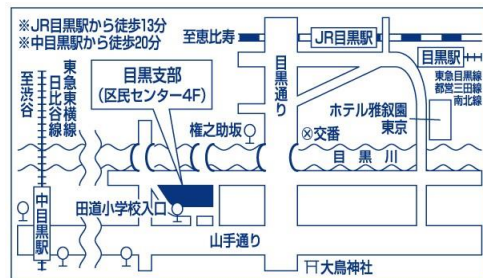 ※JR目黒駅から徒歩13分
※中目黒駅から徒歩20分
至恵比寿
JR目黒駅
目黒駅
東急目黒線
都営三田線
南北線
至渋谷
日比谷線
東急東横線
目黒支部
(区民センター4F)
目黒通り
ホテル雅叙園
東京
権之助坂
交番
目黒川
田道小学校入口
中目黒駅
山手通り
大鳥神社